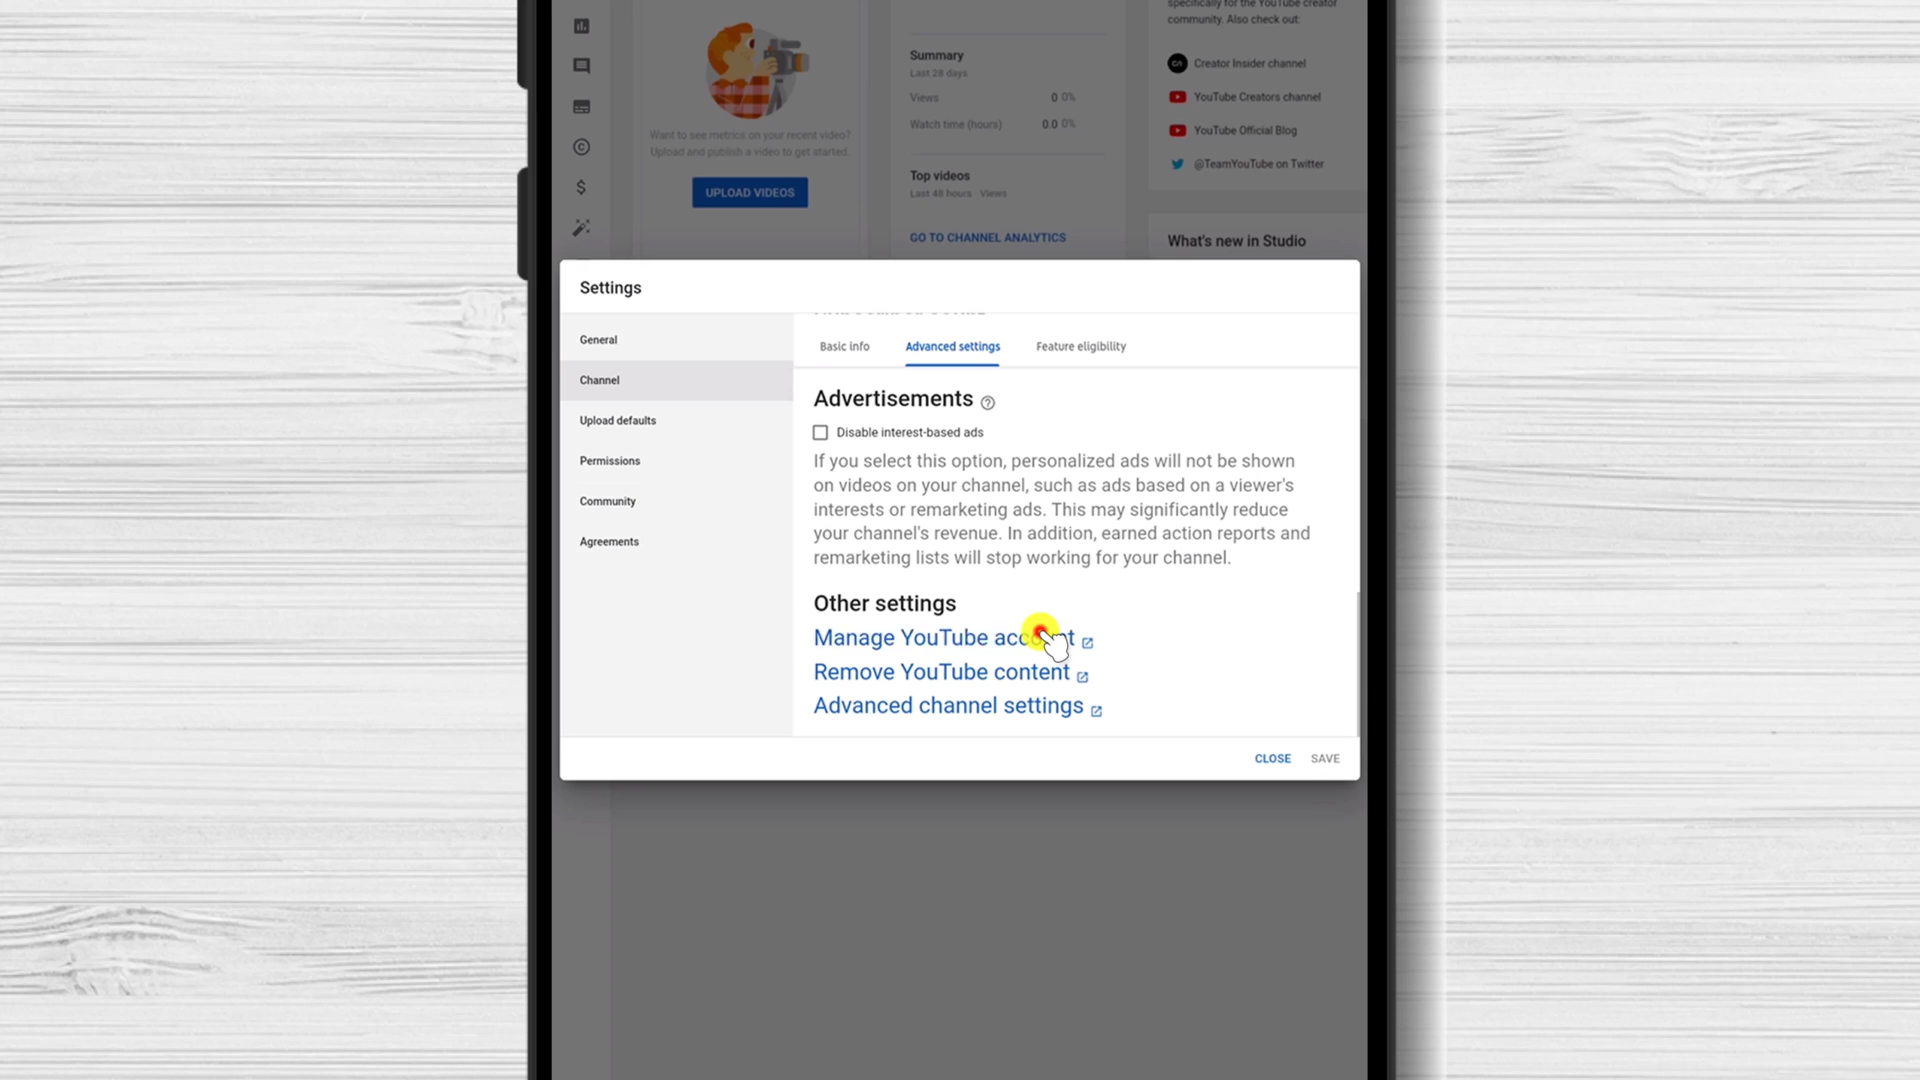 specifically for the YouTube creator
community. Also check out:
Creator Insider channel
YouTube Creators channel
YouTube Official Blog
@TeamYouTube on Twitter
What's new in Studio
Summary
Last 28 days
Views 0 0%
Watch time (hours) 0.0 0%
Top videos
Last 48 hours · Views
GO TO CHANNEL ANALYTICS
Want to see metrics on your recent video?
Upload and publish a video to get started.
UPLOAD VIDEOS
Settings
General
Channel
Upload defaults
Permissions
Community
Agreements
Basic info Advanced settings Feature eligibility
Advertisements
Disable interest-based ads
If you select this option, personalized ads will not be shown
on videos on your channel, such as ads based on a viewer's
interests or remarketing ads. This may significantly reduce
your channel's revenue. In addition, earned action reports and
remarketing lists will stop working for your channel.
Other settings
Manage YouTube account
Remove YouTube content
Advanced channel settings
CLOSE SAVE